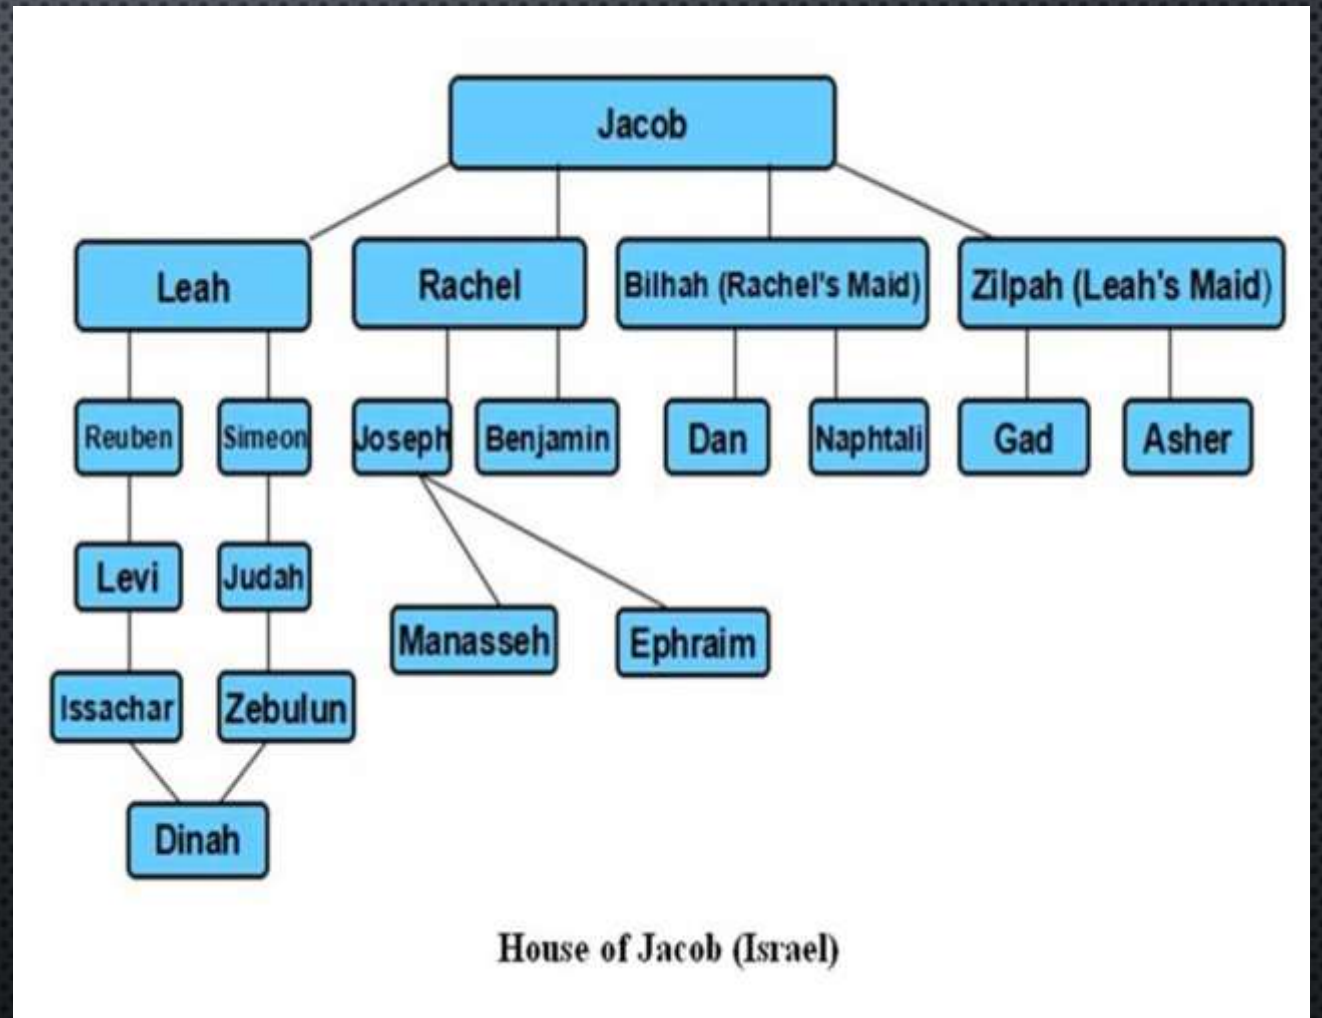 Jacob
Leah
Rachel
Bilhah (Rachel's Maid)
Zilpah (Leah's Maid)
Reuben
Simeon
Joseph
Benjamin
Dan
Naphtali
Gad
Asher
Levi
Judah
Manasseh
Ephraim
Issachar
Zebulun
Dinah
House of Jacob (Israel)